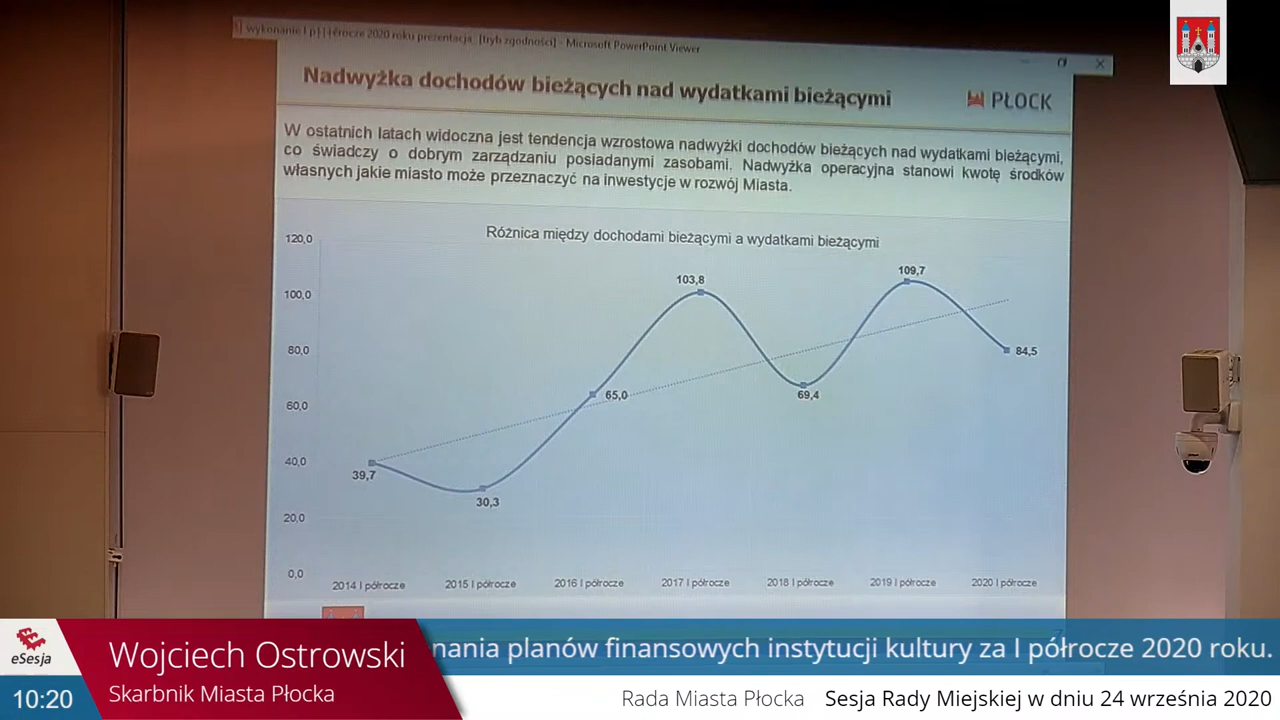 wykonanie I półrocze 2020 roku prezentacja [tryb zgodności] - Microsoft PowerPoint Viewer
Nadwyżka dochodów bieżących nad wydatkami bieżącymi
PŁOCK
W ostatnich latach widoczna jest tendencja wzrostowa nadwyżki dochodów bieżących nad wydatkami bieżącymi,
co świadczy o dobrym zarządzaniu posiadanymi zasobami. Nadwyżka operacyjna stanowi kwotę środków
własnych jakie miasto może przeznaczyć na inwestycje w rozwój Miasta.
Różnica między dochodami bieżącymi a wydatkami bieżącymi
120,0
100,0
80,0
60,0
40,0
20,0
0,0
39,7
30,3
65,0
103,8
69,4
109,7
84,5
2014 I półrocze
2015 I półrocze
2016 I półrocze
2017 I półrocze
2018 I półrocze
2019 I półrocze
2020 I półrocze
eSesja
10:20
Wojciech Ostrowski
Skarbnik Miasta Płocka
nania planów finansowych instytucji kultury za I półrocze 2020 roku.
Rada Miasta Płocka
Sesja Rady Miejskiej w dniu 24 września 2020